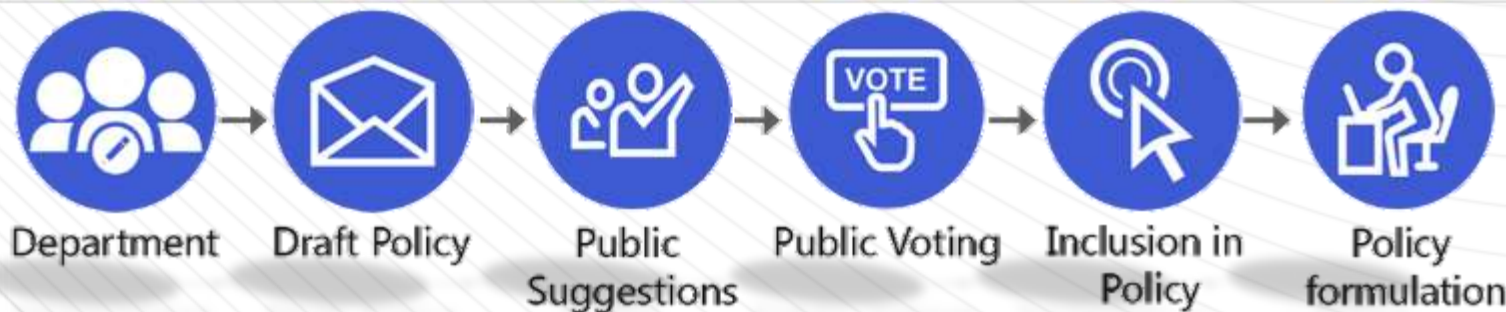 VOTE
Department
Draft Policy
Public
Suggestions
Public Voting
Inclusion in
Policy
Policy
formulation